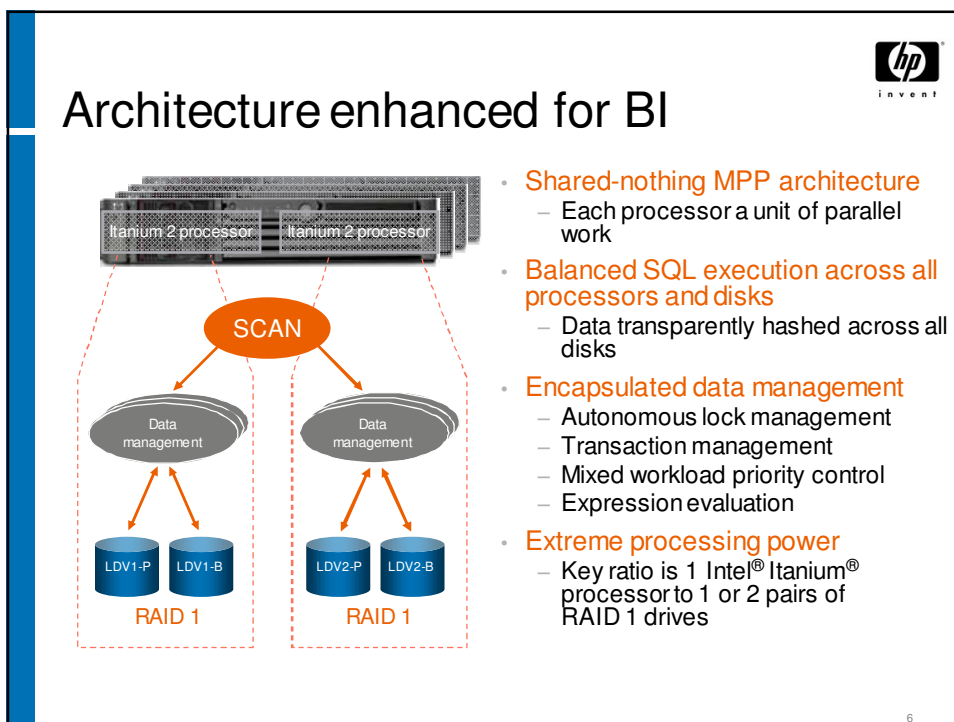 hp
invent
Architecture enhanced for BI
Itanium 2 processor
Itanium 2 processor
SCAN
Data
management
Data
management
LDV1-P
LDV1-B
LDV2-P
LDV2-B
RAID 1
RAID 1
• Shared-nothing MPP architecture
– Each processor a unit of parallel
work
• Balanced SQL execution across all
processors and disks
– Data transparently hashed across all
disks
• Encapsulated data management
– Autonomous lock management
– Transaction management
– Mixed workload priority control
– Expression evaluation
• Extreme processing power
– Key ratio is 1 Intel® Itanium®
processor to 1 or 2 pairs of
RAID 1 drives
6